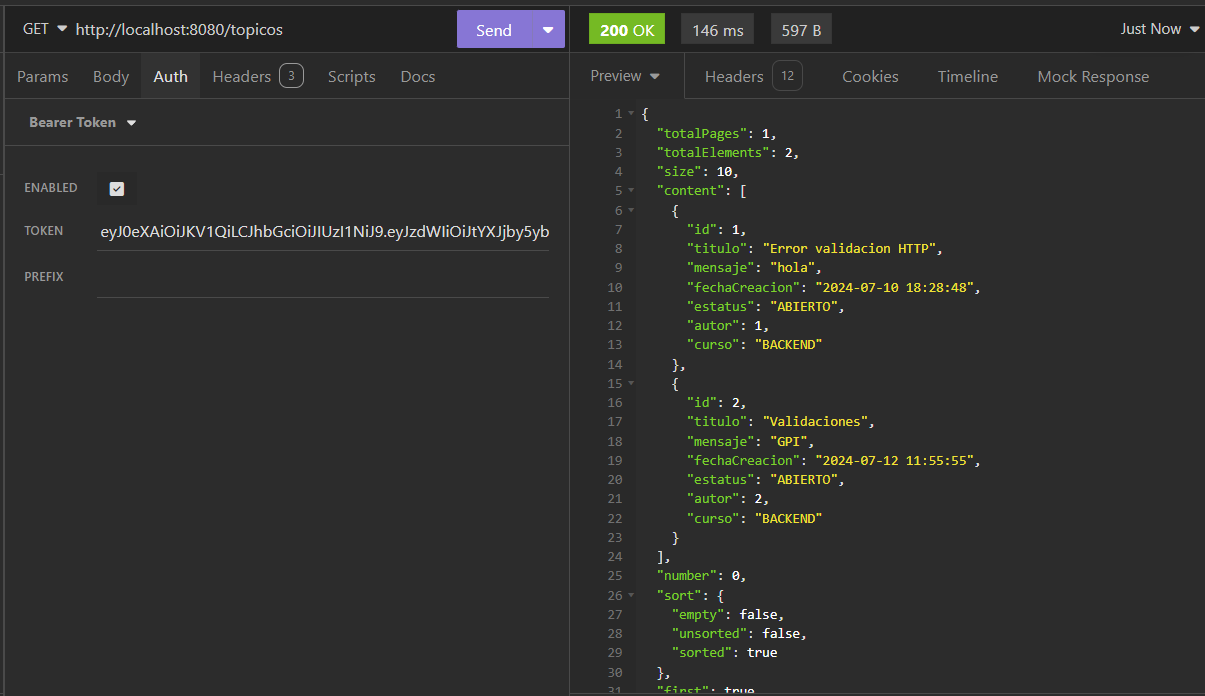 GET http://localhost:8080/topicos Send 200 OK 146 ms 597 B Just Now
Params Body Auth Headers 3 Scripts Docs
Preview Headers 12 Cookies Timeline Mock Response
Bearer Token
ENABLED
TOKEN eyJ0eXAiOiJKV1QiLCJhbGciOiJIUzI1NiJ9.eyJzdWIiOiJtYXJjby5yb
PREFIX
1 {
2 "totalPages": 1,
3 "totalElements": 2,
4 "size": 10,
5 "content": [
6 {
7 "id": 1,
8 "titulo": "Error validacion HTTP",
9 "mensaje": "hola",
10 "fechaCreacion": "2024-07-10 18:28:48",
11 "estatus": "ABIERTO",
12 "autor": 1,
13 "curso": "BACKEND"
14 },
15 {
16 "id": 2,
17 "titulo": "Validaciones",
18 "mensaje": "GPI",
19 "fechaCreacion": "2024-07-12 11:55:55",
20 "estatus": "ABIERTO",
21 "autor": 2,
22 "curso": "BACKEND"
23 }
24 ],
25 "number": 0,
26 "sort": {
27 "empty": false,
28 "unsorted": false,
29 "sorted": true
30 },
31 "first": true